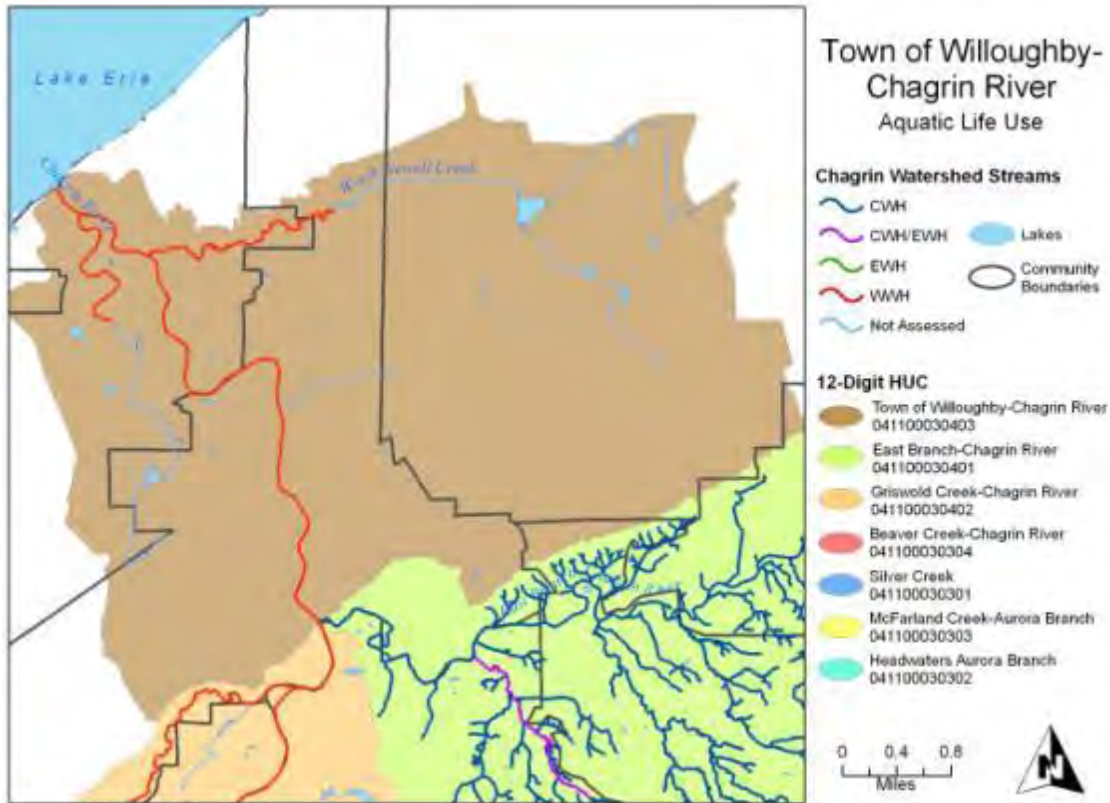 Lake Erie
Chagrin River
Creek
Town of Willoughby-
Chagrin River
Aquatic Life Use
Chagrin Watershed Streams
CWH
CWH/EWH
EWH
WWH
Not Assessed
Lakes
Community
Boundaries
12-Digit HUC
Town of Willoughby-Chagrin River
041100030403
East Branch-Chagrin River
041100030401
Griswold Creek-Chagrin River
041100030402
Beaver Creek-Chagrin River
041100030304
Silver Creek
041100030301
McFarland Creek-Aurora Branch
041100030303
Headwaters Aurora Branch
041100030302
0 0.4 0.8
Miles
N